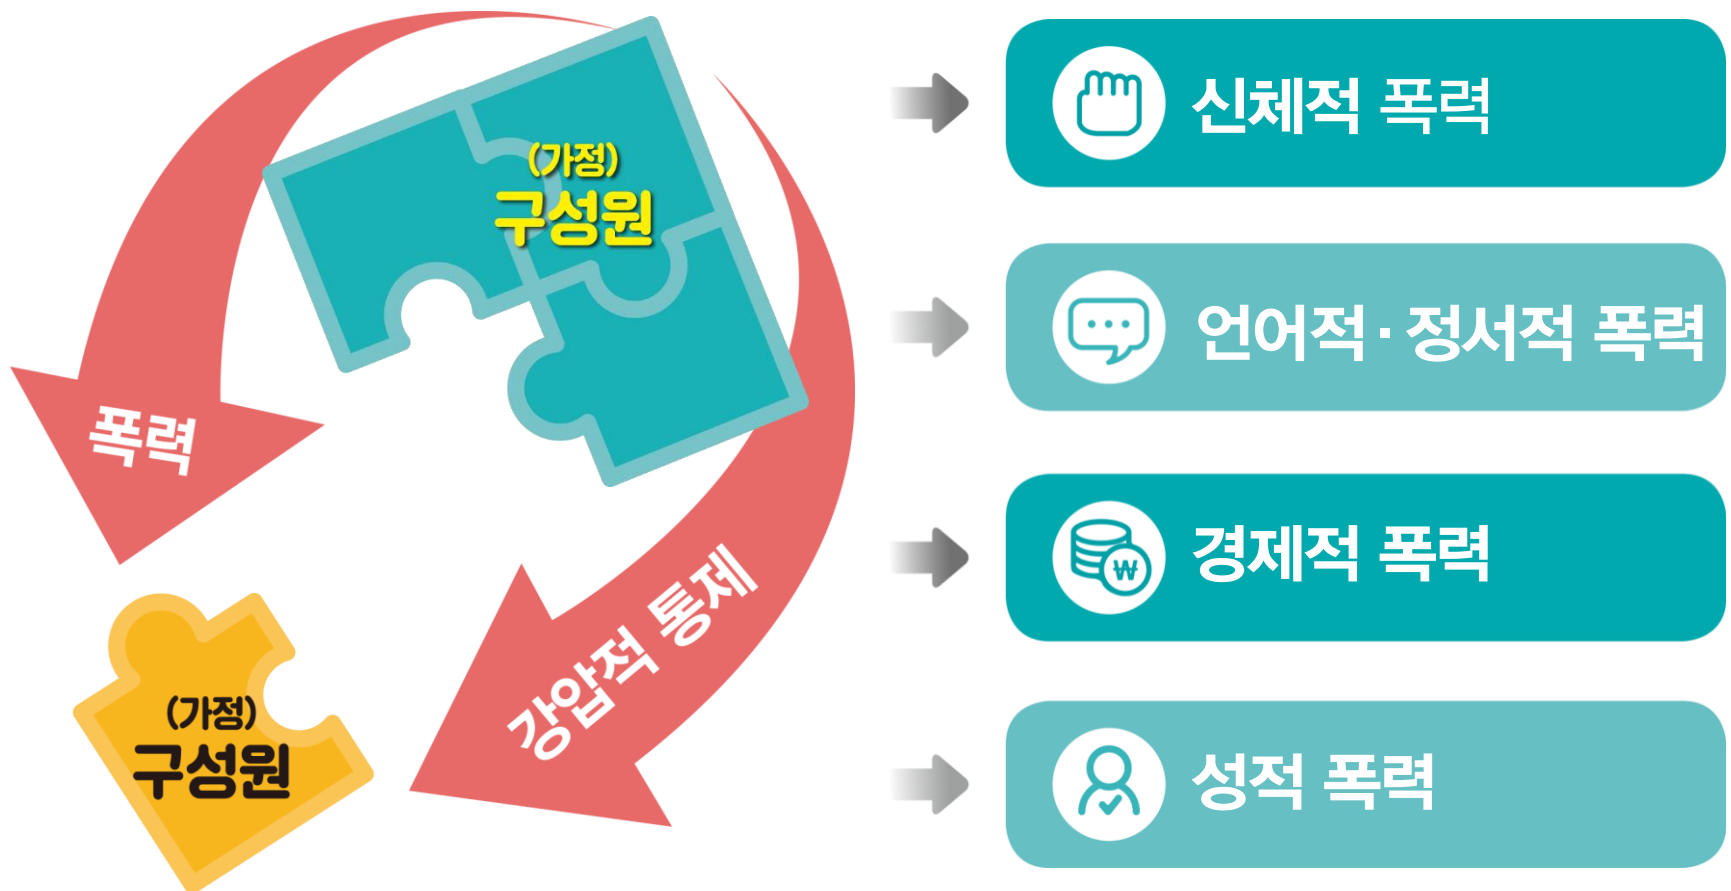 (가정)
구성원
폭력
강압적 통제
(가정)
구성원
신체적 폭력
언어적·정서적 폭력
경제적 폭력
성적 폭력